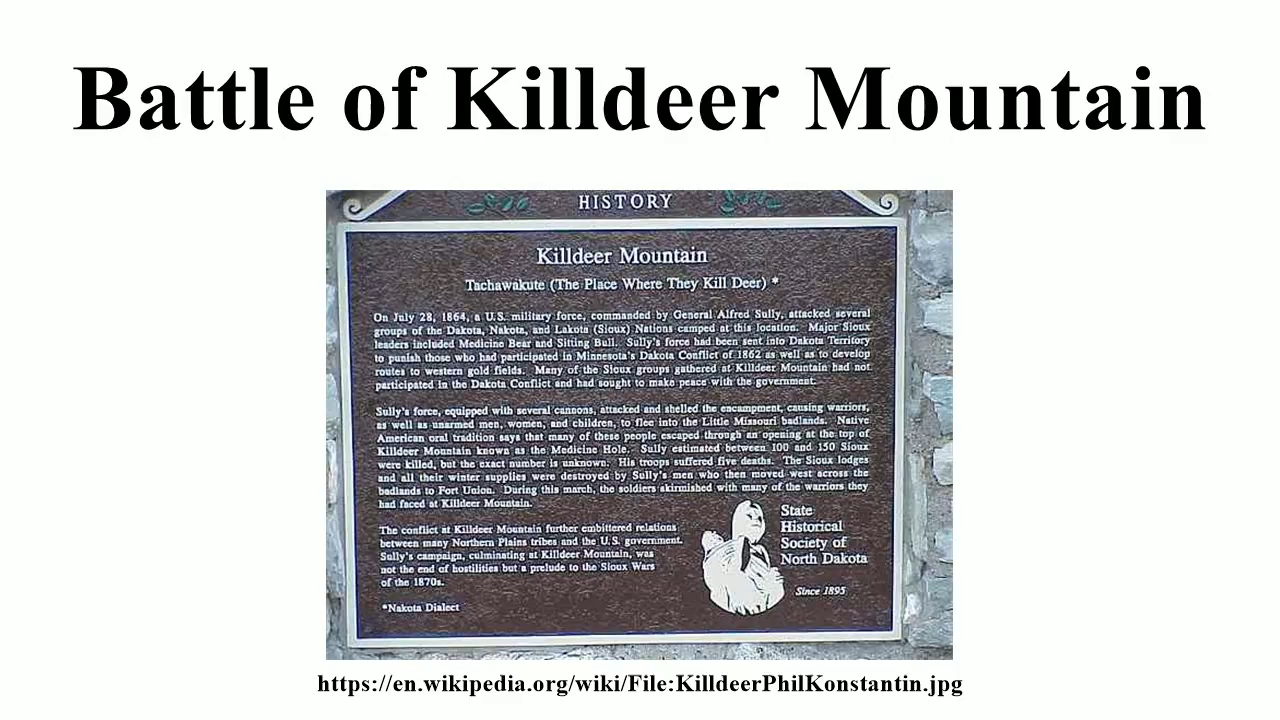 Battle of Killdeer Mountain
HISTORY
Killdeer Mountain
Tachawakute (The Place Where They Kill Deer) *
On July 28, 1864, a U.S. military force, commanded by General Alfred Sully, attacked several
groups of the Dakota, Nakota, and Lakota (Sioux) Nations camped at this location. Major Sioux
leaders included Medicine Bear and Sitting Bull. Sully's force had been sent into Dakota Territory
to punish those who had participated in Minnesota's Dakota Conflict of 1862 as well as to develop
routes to western gold fields. Many of the Sioux groups gathered at Killdeer Mountain had not
participated in the Dakota Conflict and had sought to make peace with the government.
Sully's force, equipped with several cannons, attacked and shelled the encampment, causing warriors,
as well as unarmed men, women, and children, to flee into the Little Missouri badlands. Native
American oral tradition says that many of these people escaped through an opening at the top of
Killdeer Mountain known as the Medicine Hole. Sully estimated between 100 and 150 Sioux
were killed, but the exact number is unknown. His troops suffered five deaths. The Sioux lodges
and all their winter supplies were destroyed by Sully's men who then moved west across the
badlands to Fort Union. During this march, the soldiers skirmished with many of the warriors they
had faced at Killdeer Mountain.
The conflict at Killdeer Mountain further embittered relations
between many Northern Plains tribes and the U.S. government.
Sully's campaign, culminating at Killdeer Mountain, was
not the end of hostilities but a prelude to the Sioux Wars
of the 1870s.
*Nakota Dialect
State
Historical
Society of
North Dakota
Since 1895
https://en.wikipedia.org/wiki/File:KilldeerPhilKonstantin.jpg